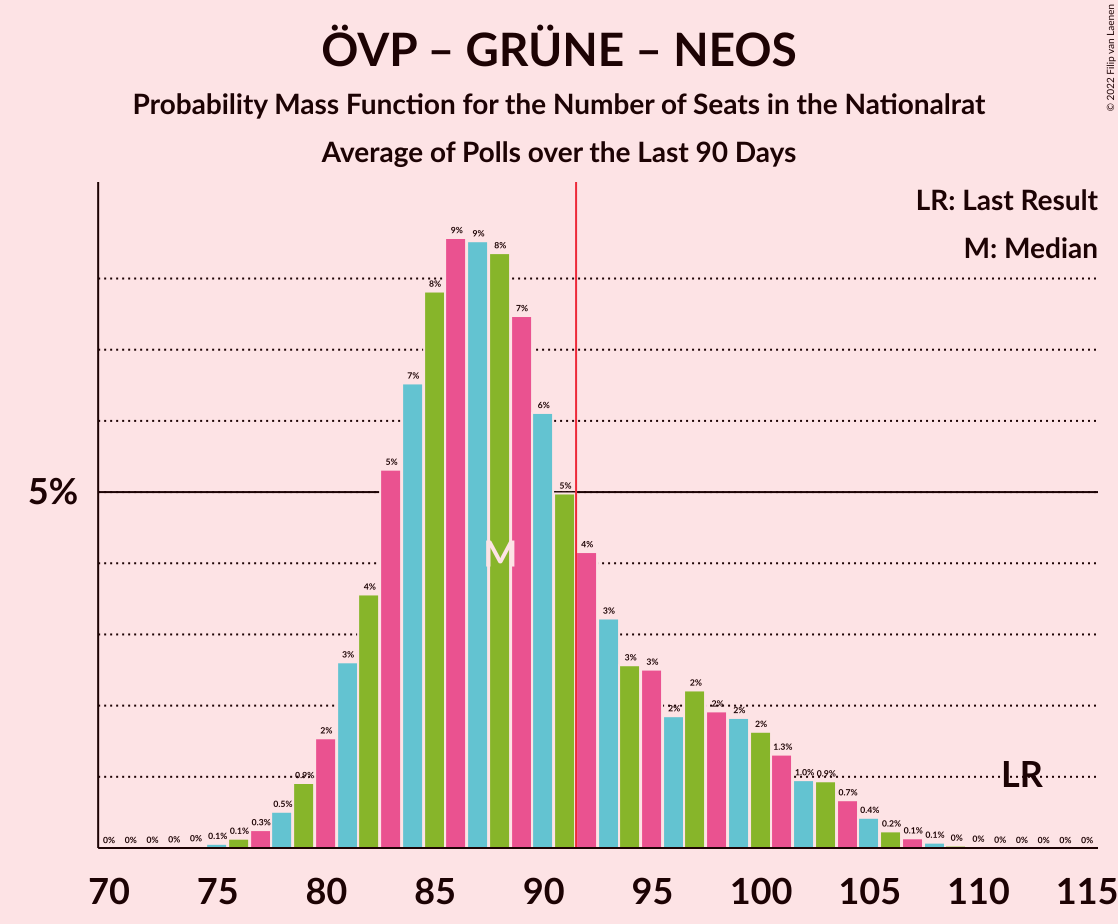 ÖVP – GRÜNE – NEOS
Probability Mass Function for the Number of Seats in the Nationalrat
Average of Polls over the Last 90 Days
© 2022 Filip van Laenen
LR: Last Result
M: Median
5%
0% 0% 0% 0% 0% 0.1% 0.1% 0.3% 0.5% 0.9% 2% 3% 4% 5% 7% 8% 9% 9% 8% 7% 6% 5% 4% 3% 3% 3% 2% 2% 2% 2% 2% 1.3% 1.0% 0.9% 0.7% 0.4% 0.2% 0.1% 0.1% 0% 0% 0% 0% 0% 0% 0%
M
LR
70 75 80 85 90 95 100 105 110 115